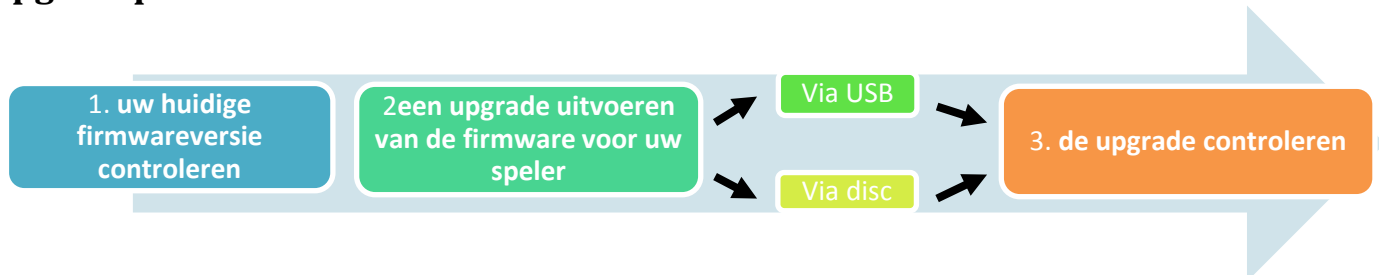 1. uw huidige
firmwareversie
controleren
2een upgrade uitvoeren
van de firmware voor uw
speler
Via USB
Via disc
3. de upgrade controleren